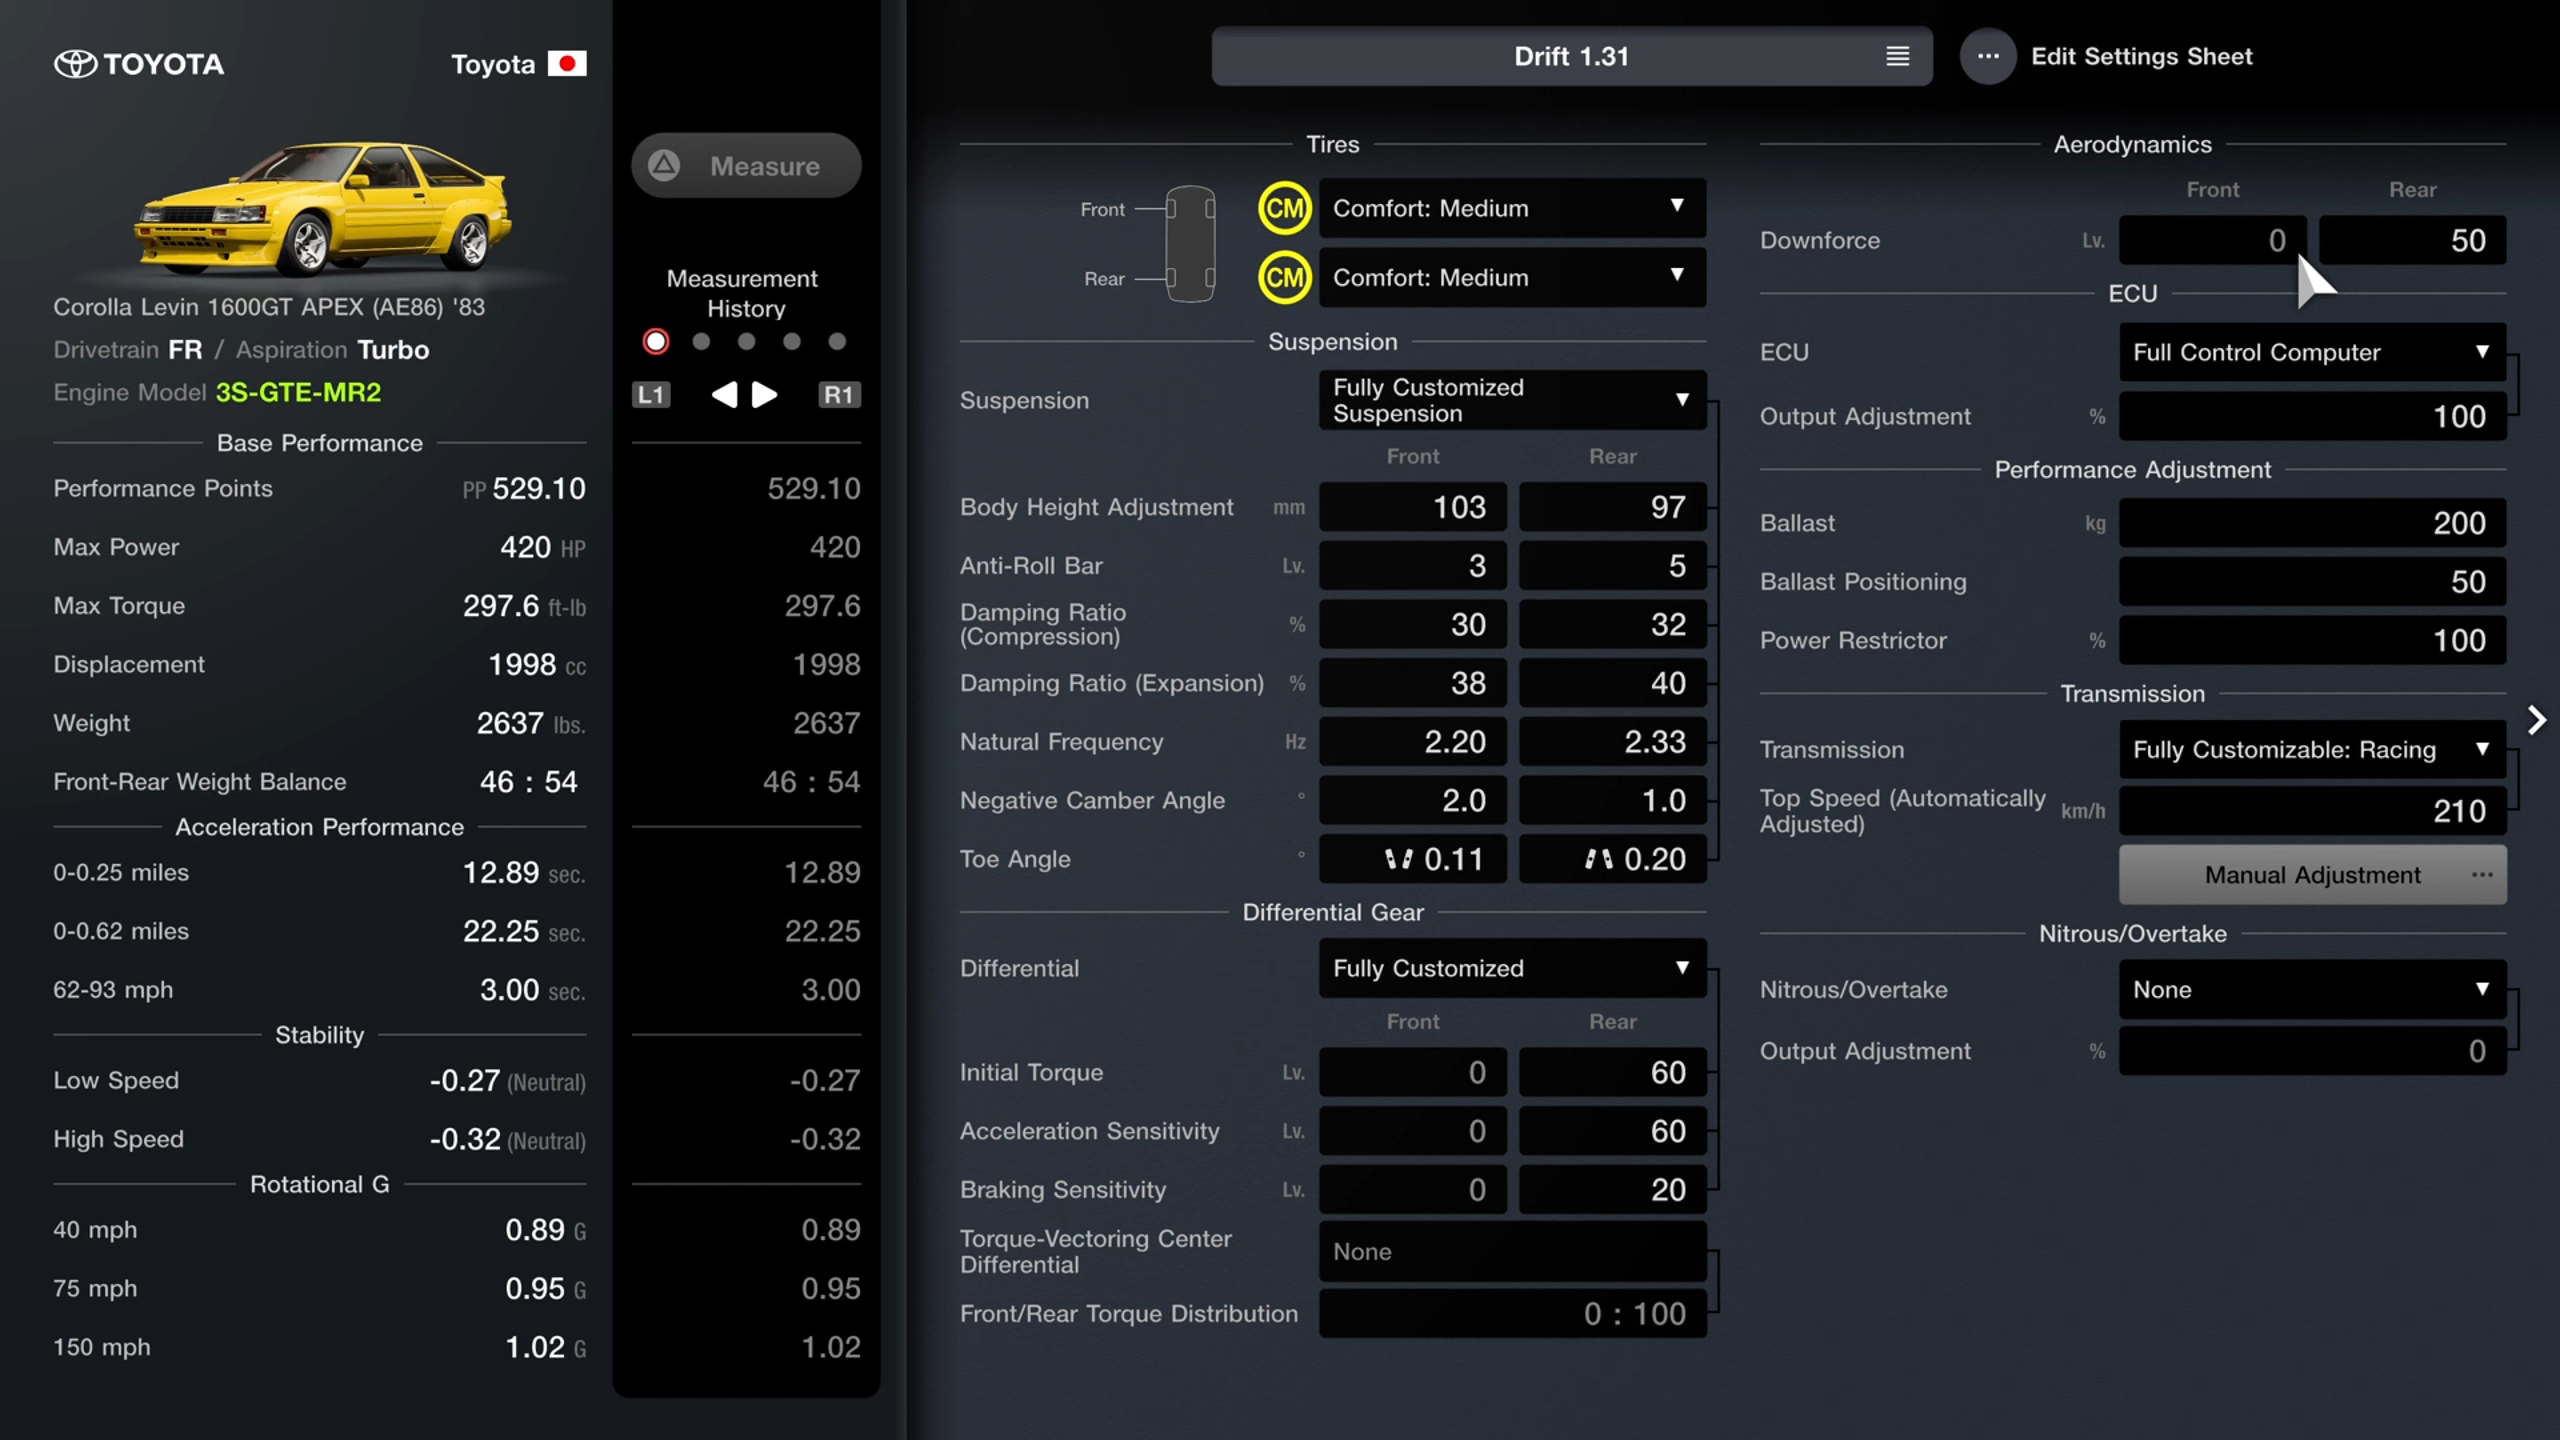 TOYOTA
Toyota
Corolla Levin 1600GT APEX (AE86) '83
Drivetrain FR / Aspiration Turbo
Engine Model 3S-GTE-MR2
Base Performance
Performance Points PP 529.10
Max Power 420 HP
Max Torque 297.6 ft-lb
Displacement 1998 cc
Weight 2637 lbs.
Front-Rear Weight Balance 46 : 54
Acceleration Performance
0-0.25 miles 12.89 sec.
0-0.62 miles 22.25 sec.
62-93 mph 3.00 sec.
Stability
Low Speed -0.27 (Neutral)
High Speed -0.32 (Neutral)
Rotational G
40 mph 0.89 G
75 mph 0.95 G
150 mph 1.02 G
Measure
Measurement
History
L1 R1
529.10
420
297.6
1998
2637
46 : 54
12.89
22.25
3.00
-0.27
-0.32
0.89
0.95
1.02
Drift 1.31
Edit Settings Sheet
Tires
Front CM Comfort: Medium
Rear CM Comfort: Medium
Suspension
Suspension Fully Customized
Suspension
Front Rear
Body Height Adjustment mm 103 97
Anti-Roll Bar Lv. 3 5
Damping Ratio
(Compression) % 30 32
Damping Ratio (Expansion) % 38 40
Natural Frequency Hz 2.20 2.33
Negative Camber Angle ° 2.0 1.0
Toe Angle ° 0.11 0.20
Differential Gear
Differential Fully Customized
Front Rear
Initial Torque Lv. 0 60
Acceleration Sensitivity Lv. 0 60
Braking Sensitivity Lv. 0 20
Torque-Vectoring Center
Differential None
Front/Rear Torque Distribution 0 : 100
Aerodynamics
Front Rear
Downforce Lv. 0 50
ECU
ECU Full Control Computer
Output Adjustment % 100
Performance Adjustment
Ballast kg 200
Ballast Positioning 50
Power Restrictor % 100
Transmission
Transmission Fully Customizable: Racing
Top Speed (Automatically
Adjusted) km/h 210
Manual Adjustment
Nitrous/Overtake
Nitrous/Overtake None
Output Adjustment % 0